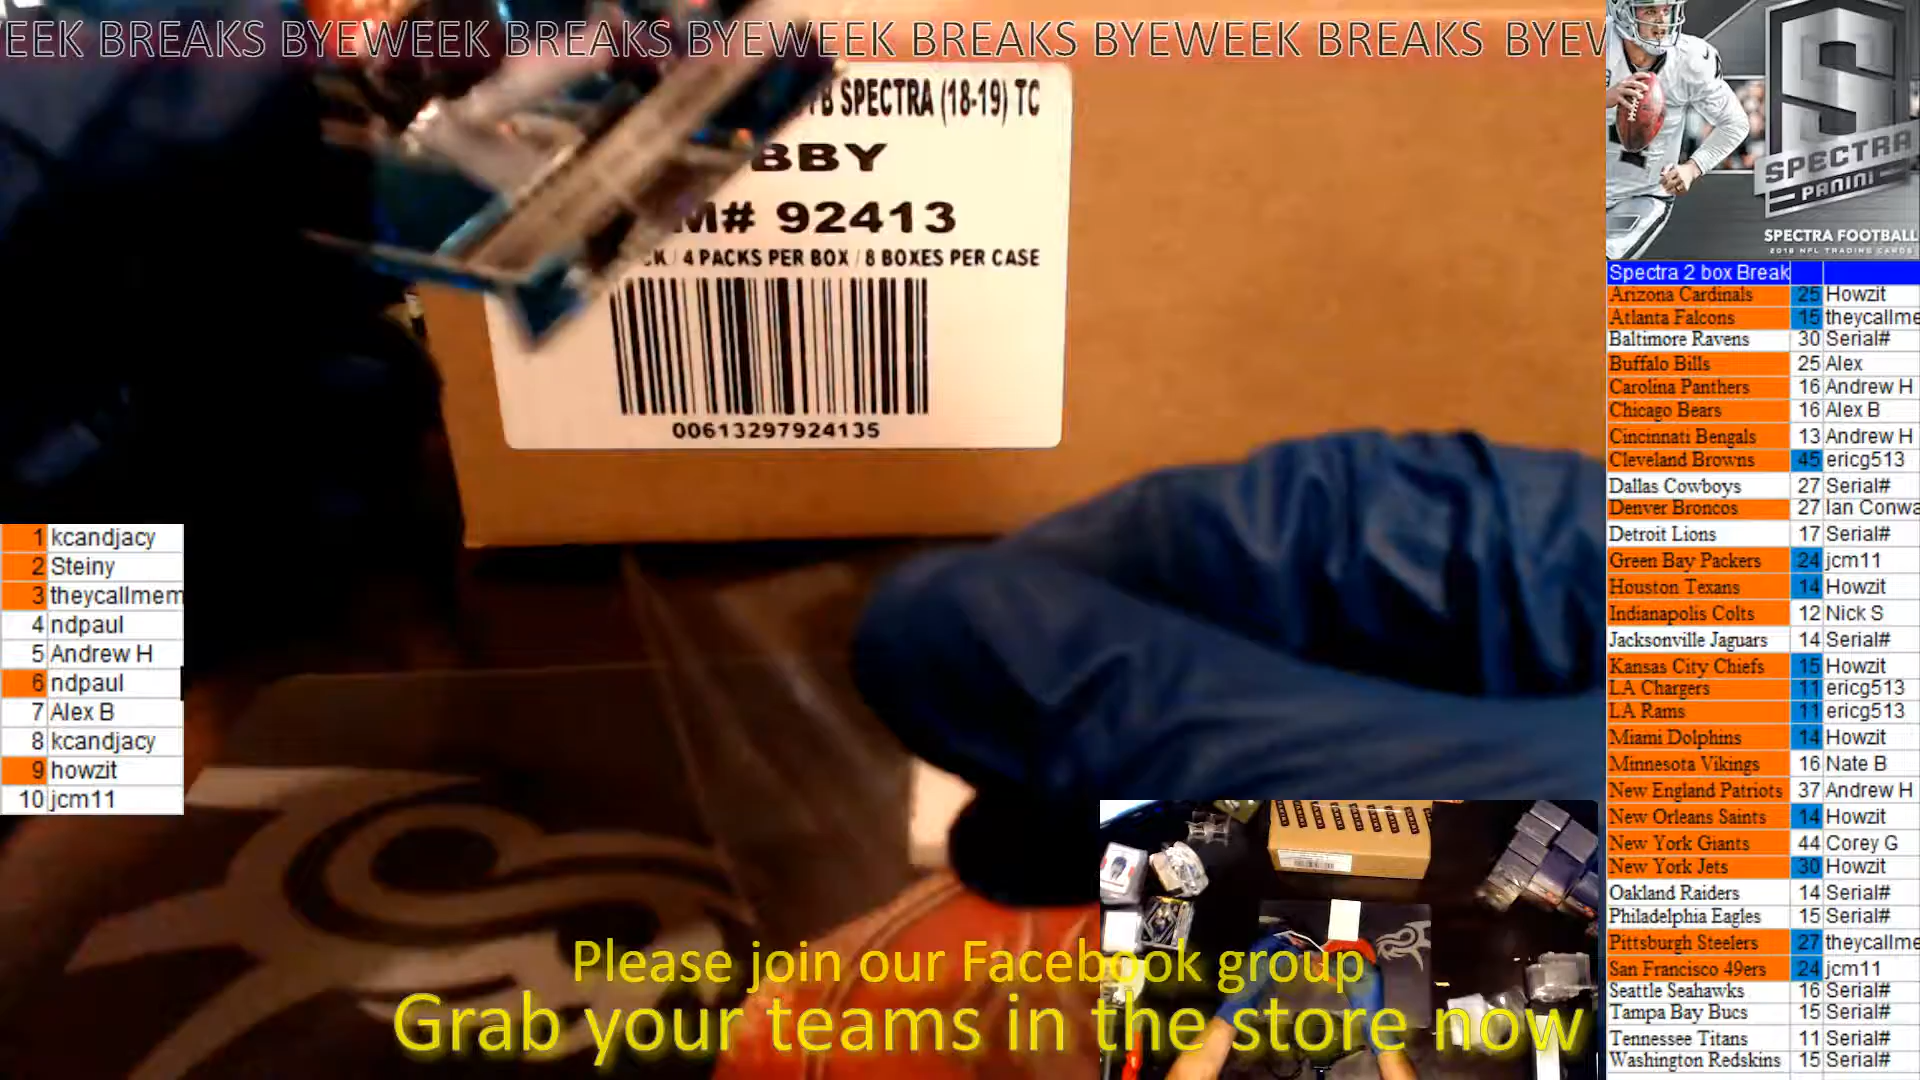 EEK BREAKS BYEWEEK BREAKS BYEWEEK BREAKS BYEWEEK BREAKS BYEW
FB SPECTRA (18-19) TC
BBY
M# 92413
CK / 4 PACKS PER BOX / 8 BOXES PER CASE
00613297924135
1 kcandjacy
2 Steiny
3 theycallmem
4 ndpaul
5 Andrew H
6 ndpaul
7 Alex B
8 kcandjacy
9 howzit
10 jcm11
Please join our Facebook group
Grab your teams in the store now
S
SPECTRA
PANINI
SPECTRA FOOTBALL
2018 NFL TRADING CARDS
Spectra 2 box Break
Arizona Cardinals 25 Howzit
Atlanta Falcons 15 theycallme
Baltimore Ravens 30 Serial#
Buffalo Bills 25 Alex
Carolina Panthers 16 Andrew H
Chicago Bears 16 Alex B
Cincinnati Bengals 13 Andrew H
Cleveland Browns 45 ericg513
Dallas Cowboys 27 Serial#
Denver Broncos 27 Ian Conwa
Detroit Lions 17 Serial#
Green Bay Packers 24 jcm11
Houston Texans 14 Howzit
Indianapolis Colts 12 Nick S
Jacksonville Jaguars 14 Serial#
Kansas City Chiefs 15 Howzit
LA Chargers 11 ericg513
LA Rams 11 ericg513
Miami Dolphins 14 Howzit
Minnesota Vikings 16 Nate B
New England Patriots 37 Andrew H
New Orleans Saints 14 Howzit
New York Giants 44 Corey G
New York Jets 30 Howzit
Oakland Raiders 14 Serial#
Philadelphia Eagles 15 Serial#
Pittsburgh Steelers 27 theycallme
San Francisco 49ers 24 jcm11
Seattle Seahawks 16 Serial#
Tampa Bay Bucs 15 Serial#
Tennessee Titans 11 Serial#
Washington Redskins 15 Serial#